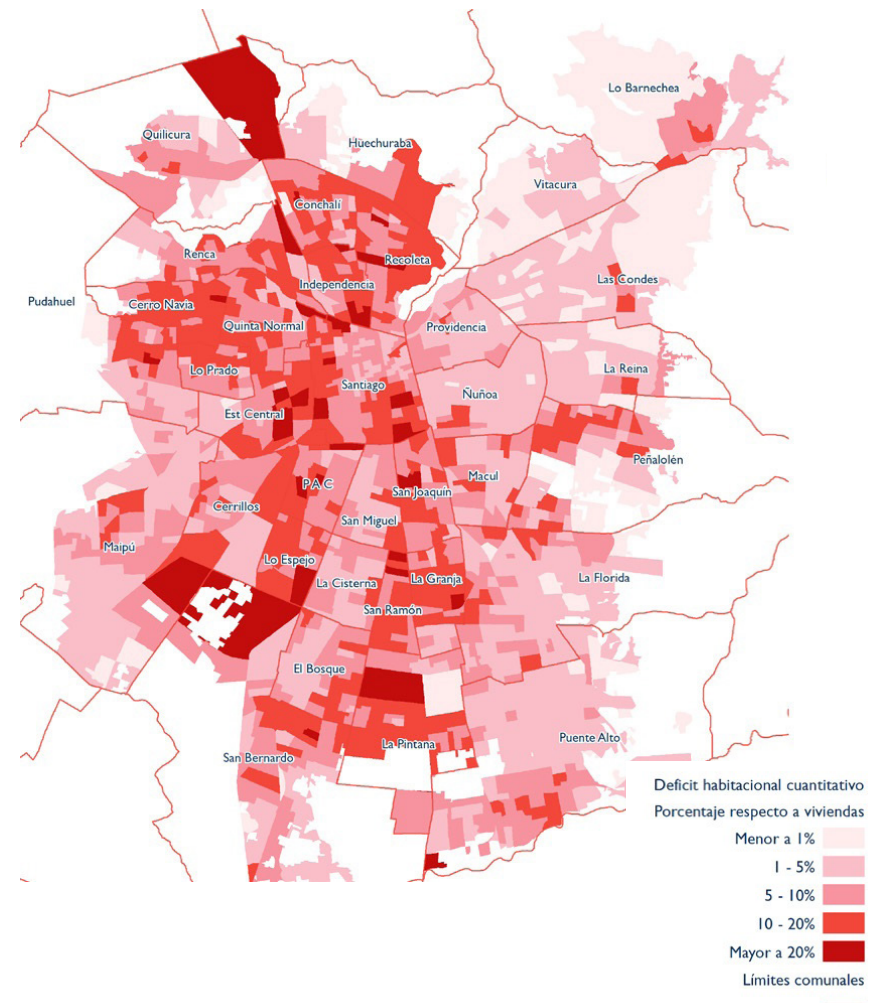 Lo Barnechea
Quilicura
Huechuraba
Vitacura
Conchalí
Renca
Recoleta
Las Condes
Independencia
Pudahuel
Cerro Navia
Quinta Normal
Providencia
Lo Prado
La Reina
Santiago
Ñuñoa
Est Central
Peñalolén
Macul
P A C
San Joaquín
Cerrillos
San Miguel
Maipú
Lo Espejo
La Cisterna
La Granja
La Florida
San Ramón
El Bosque
Puente Alto
La Pintana
San Bernardo
Deficit habitacional cuantitativo
Porcentaje respecto a viviendas
Menor a 1%
1 - 5%
5 - 10%
10 - 20%
Mayor a 20%
Límites comunales